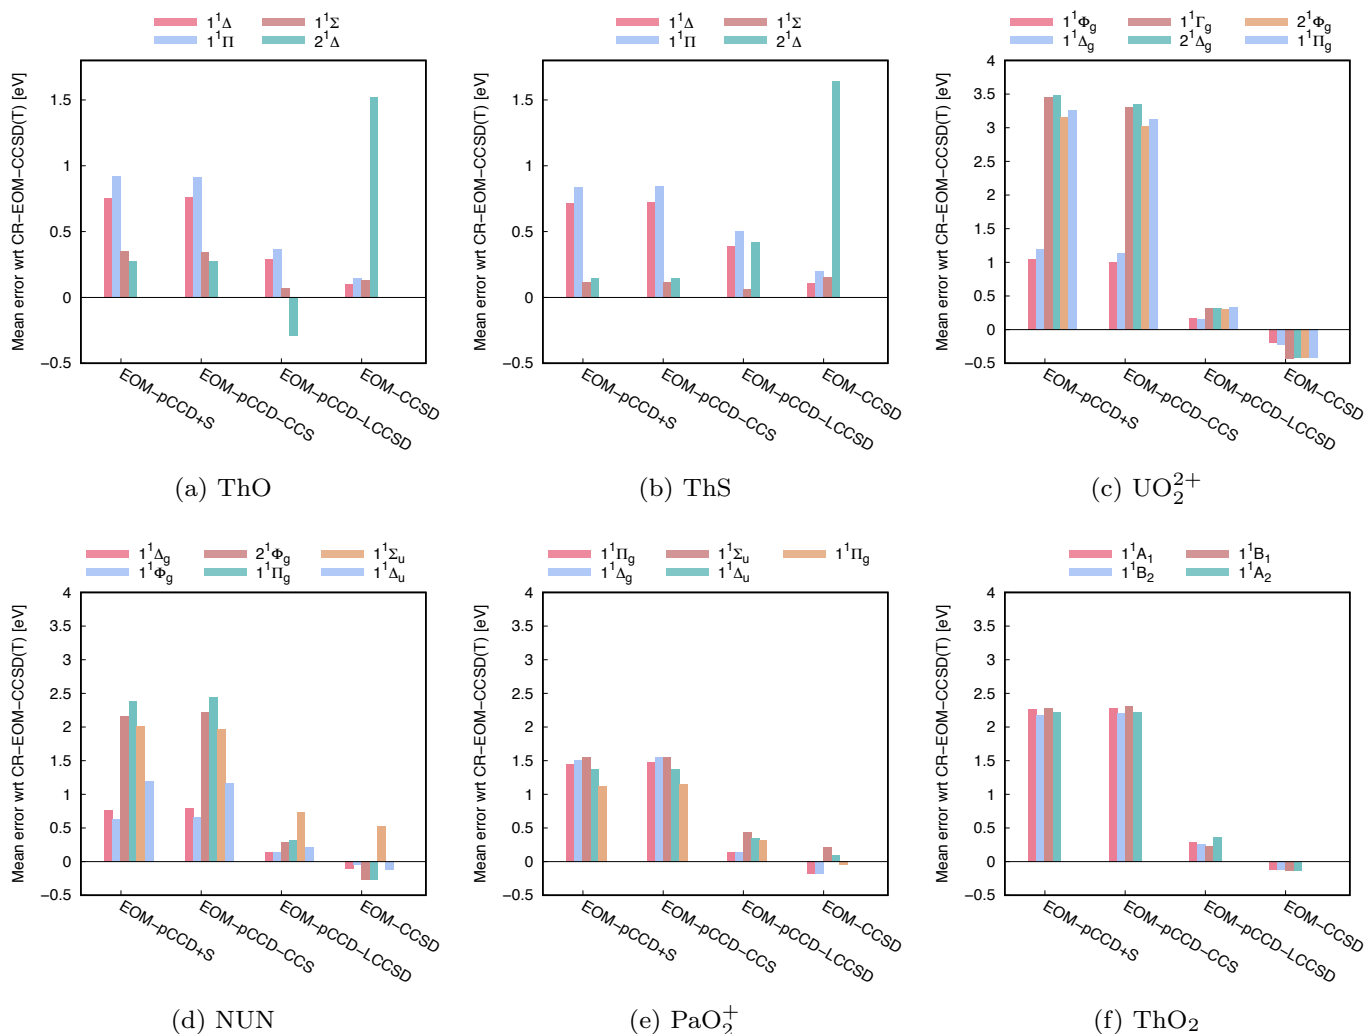 1¹Δ 1¹Σ
1¹Π 2¹Δ
Mean error wrt CR−EOM−CCSD(T) [eV]
1.5
1
0.5
0
−0.5
EOM−pCCD+S
EOM−pCCD−CCS
EOM−pCCD−LCCSD
EOM−CCSD
(a) ThO
1¹Δ 1¹Σ
1¹Π 2¹Δ
Mean error wrt CR−EOM−CCSD(T) [eV]
1.5
1
0.5
0
−0.5
EOM−pCCD+S
EOM−pCCD−CCS
EOM−pCCD−LCCSD
EOM−CCSD
(b) ThS
1¹Φg 1¹Γg 2¹Φg
1¹Δg 2¹Δg 1¹Πg
Mean error wrt CR−EOM−CCSD(T) [eV]
4
3.5
3
2.5
2
1.5
1
0.5
0
−0.5
EOM−pCCD+S
EOM−pCCD−CCS
EOM−pCCD−LCCSD
EOM−CCSD
(c) UO₂²⁺
1¹Δg 2¹Φg 1¹Σu
1¹Φg 1¹Πg 1¹Δu
Mean error wrt CR−EOM−CCSD(T) [eV]
4
3.5
3
2.5
2
1.5
1
0.5
0
−0.5
EOM−pCCD+S
EOM−pCCD−CCS
EOM−pCCD−LCCSD
EOM−CCSD
(d) NUN
1¹Πg 1¹Σu 1¹Πg
1¹Δg 1¹Δu
Mean error wrt CR−EOM−CCSD(T) [eV]
4
3.5
3
2.5
2
1.5
1
0.5
0
−0.5
EOM−pCCD+S
EOM−pCCD−CCS
EOM−pCCD−LCCSD
EOM−CCSD
(e) PaO₂⁺
1¹A₁ 1¹B₁
1¹B₂ 1¹A₂
Mean error wrt CR−EOM−CCSD(T) [eV]
4
3.5
3
2.5
2
1.5
1
0.5
0
−0.5
EOM−pCCD+S
EOM−pCCD−CCS
EOM−pCCD−LCCSD
EOM−CCSD
(f) ThO₂